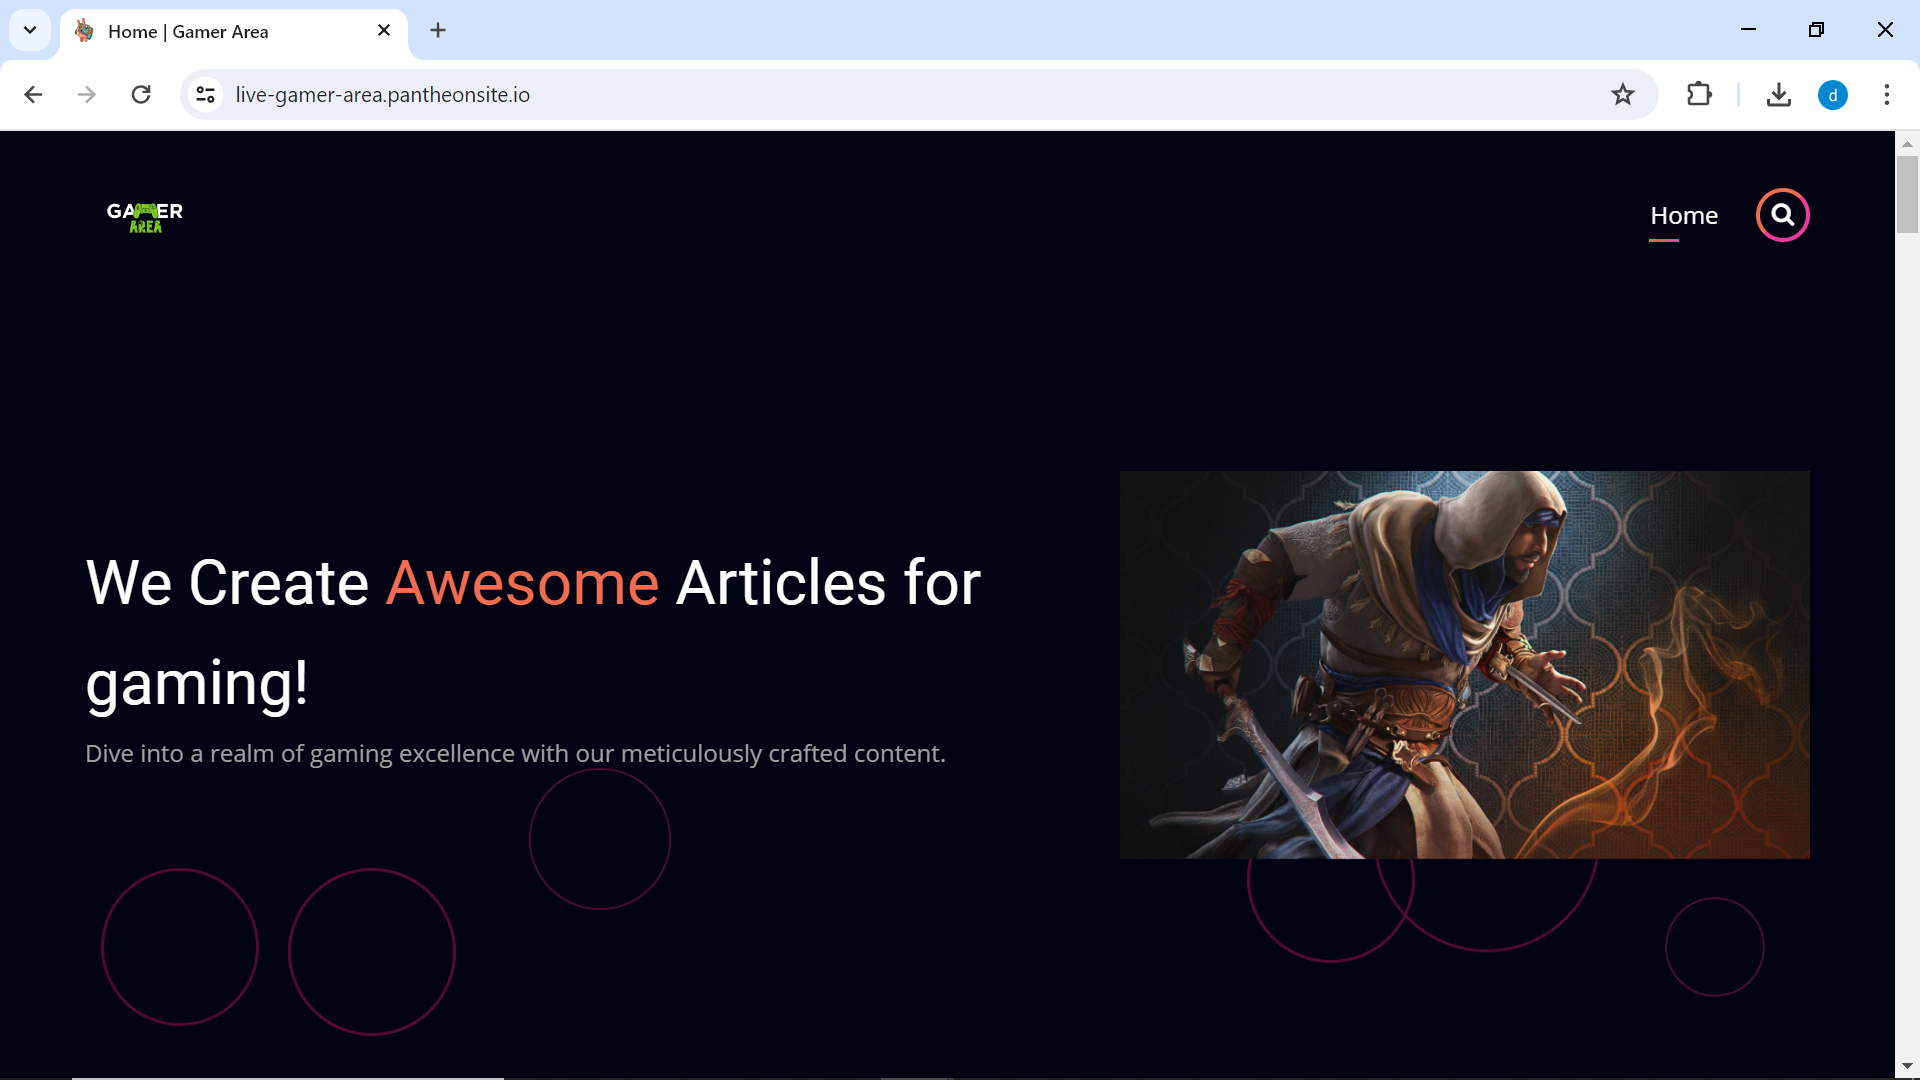 Home | Gamer Area
live-gamer-area.pantheonsite.io
d
GAMER
AREA
Home
We Create Awesome Articles for
gaming!
Dive into a realm of gaming excellence with our meticulously crafted content.